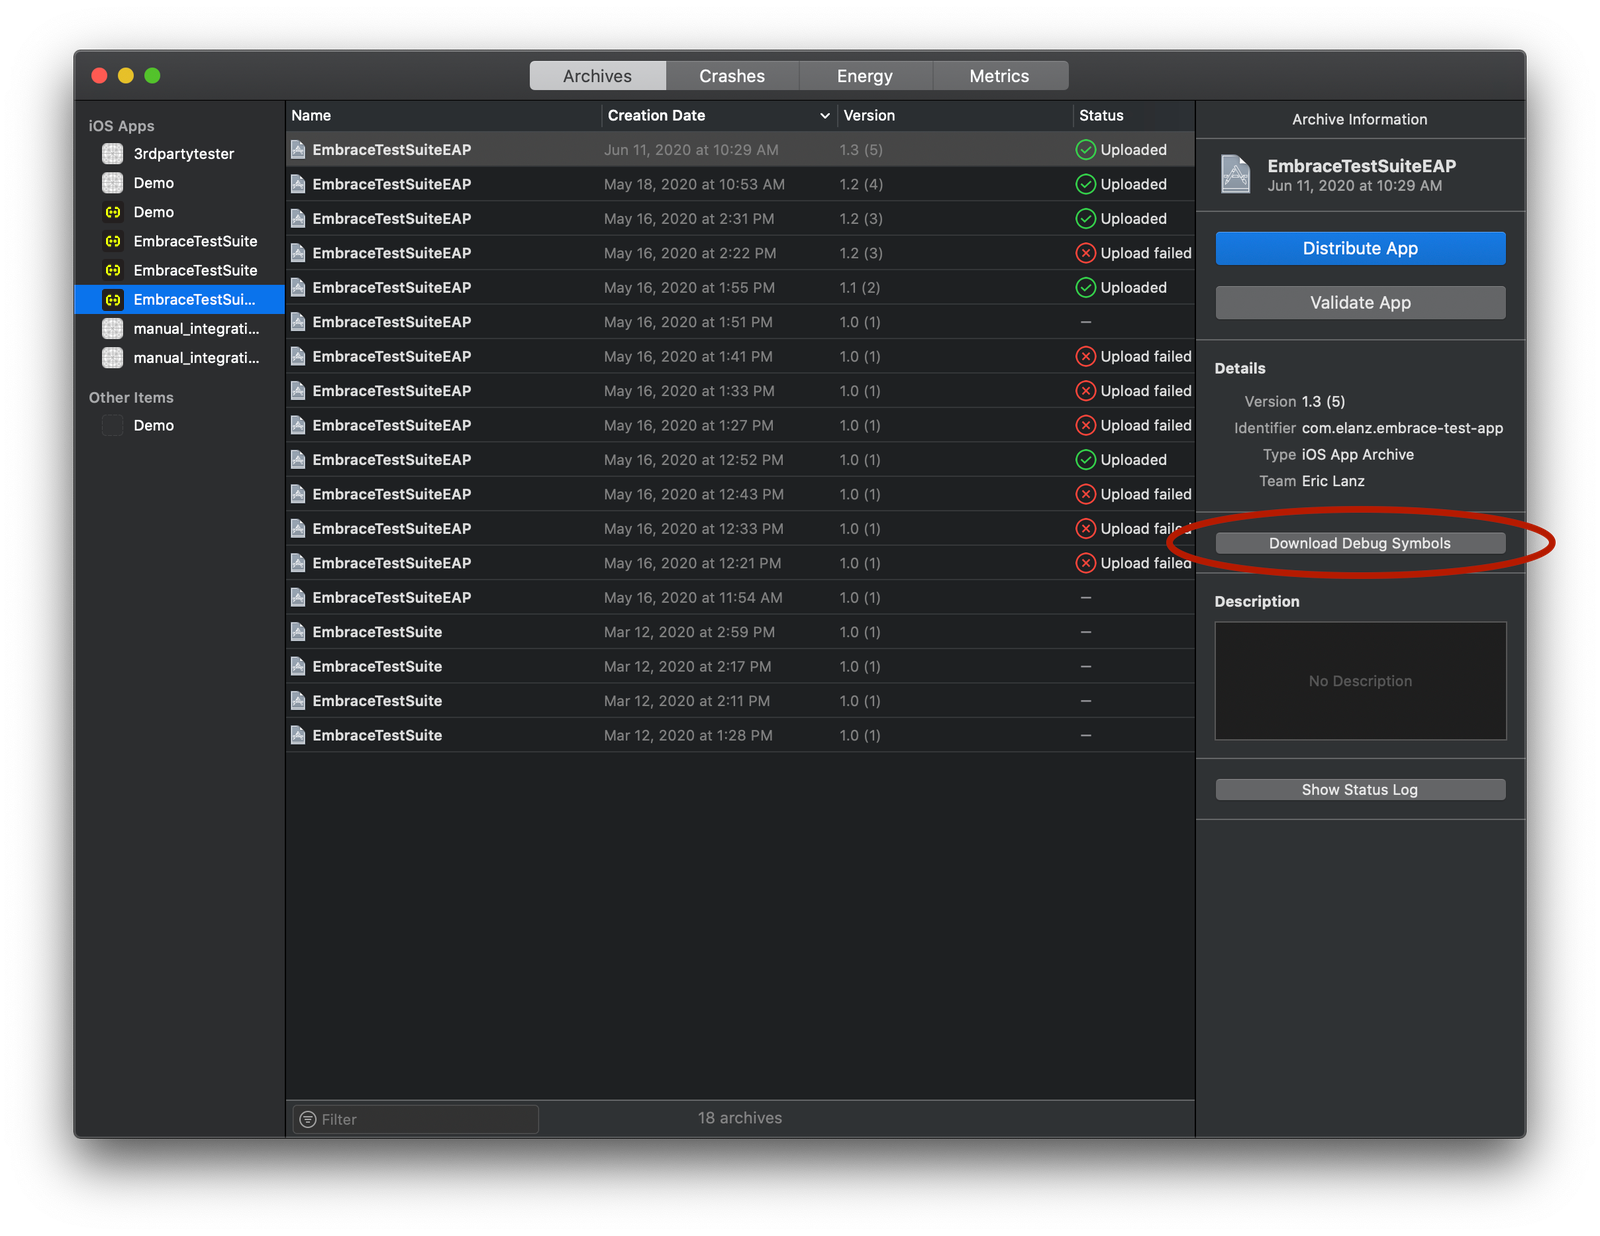 Archives Crashes Energy Metrics
iOS Apps
3rdpartytester
Demo
Demo
EmbraceTestSuite
EmbraceTestSuite
EmbraceTestSui...
manual_integrati...
manual_integrati...
Other Items
Demo
Name Creation Date Version Status
EmbraceTestSuiteEAP Jun 11, 2020 at 10:29 AM 1.3 (5) Uploaded
EmbraceTestSuiteEAP May 18, 2020 at 10:53 AM 1.2 (4) Uploaded
EmbraceTestSuiteEAP May 16, 2020 at 2:31 PM 1.2 (3) Uploaded
EmbraceTestSuiteEAP May 16, 2020 at 2:22 PM 1.2 (3) Upload failed
EmbraceTestSuiteEAP May 16, 2020 at 1:55 PM 1.1 (2) Uploaded
EmbraceTestSuiteEAP May 16, 2020 at 1:51 PM 1.0 (1) –
EmbraceTestSuiteEAP May 16, 2020 at 1:41 PM 1.0 (1) Upload failed
EmbraceTestSuiteEAP May 16, 2020 at 1:33 PM 1.0 (1) Upload failed
EmbraceTestSuiteEAP May 16, 2020 at 1:27 PM 1.0 (1) Upload failed
EmbraceTestSuiteEAP May 16, 2020 at 12:52 PM 1.0 (1) Uploaded
EmbraceTestSuiteEAP May 16, 2020 at 12:43 PM 1.0 (1) Upload failed
EmbraceTestSuiteEAP May 16, 2020 at 12:33 PM 1.0 (1) Upload failed
EmbraceTestSuiteEAP May 16, 2020 at 12:21 PM 1.0 (1) Upload failed
EmbraceTestSuiteEAP May 16, 2020 at 11:54 AM 1.0 (1) –
EmbraceTestSuite Mar 12, 2020 at 2:59 PM 1.0 (1) –
EmbraceTestSuite Mar 12, 2020 at 2:17 PM 1.0 (1) –
EmbraceTestSuite Mar 12, 2020 at 2:11 PM 1.0 (1) –
EmbraceTestSuite Mar 12, 2020 at 1:28 PM 1.0 (1) –
Filter
18 archives
Archive Information
EmbraceTestSuiteEAP
Jun 11, 2020 at 10:29 AM
Distribute App
Validate App
Details
Version 1.3 (5)
Identifier com.elanz.embrace-test-app
Type iOS App Archive
Team Eric Lanz
Download Debug Symbols
Description
No Description
Show Status Log